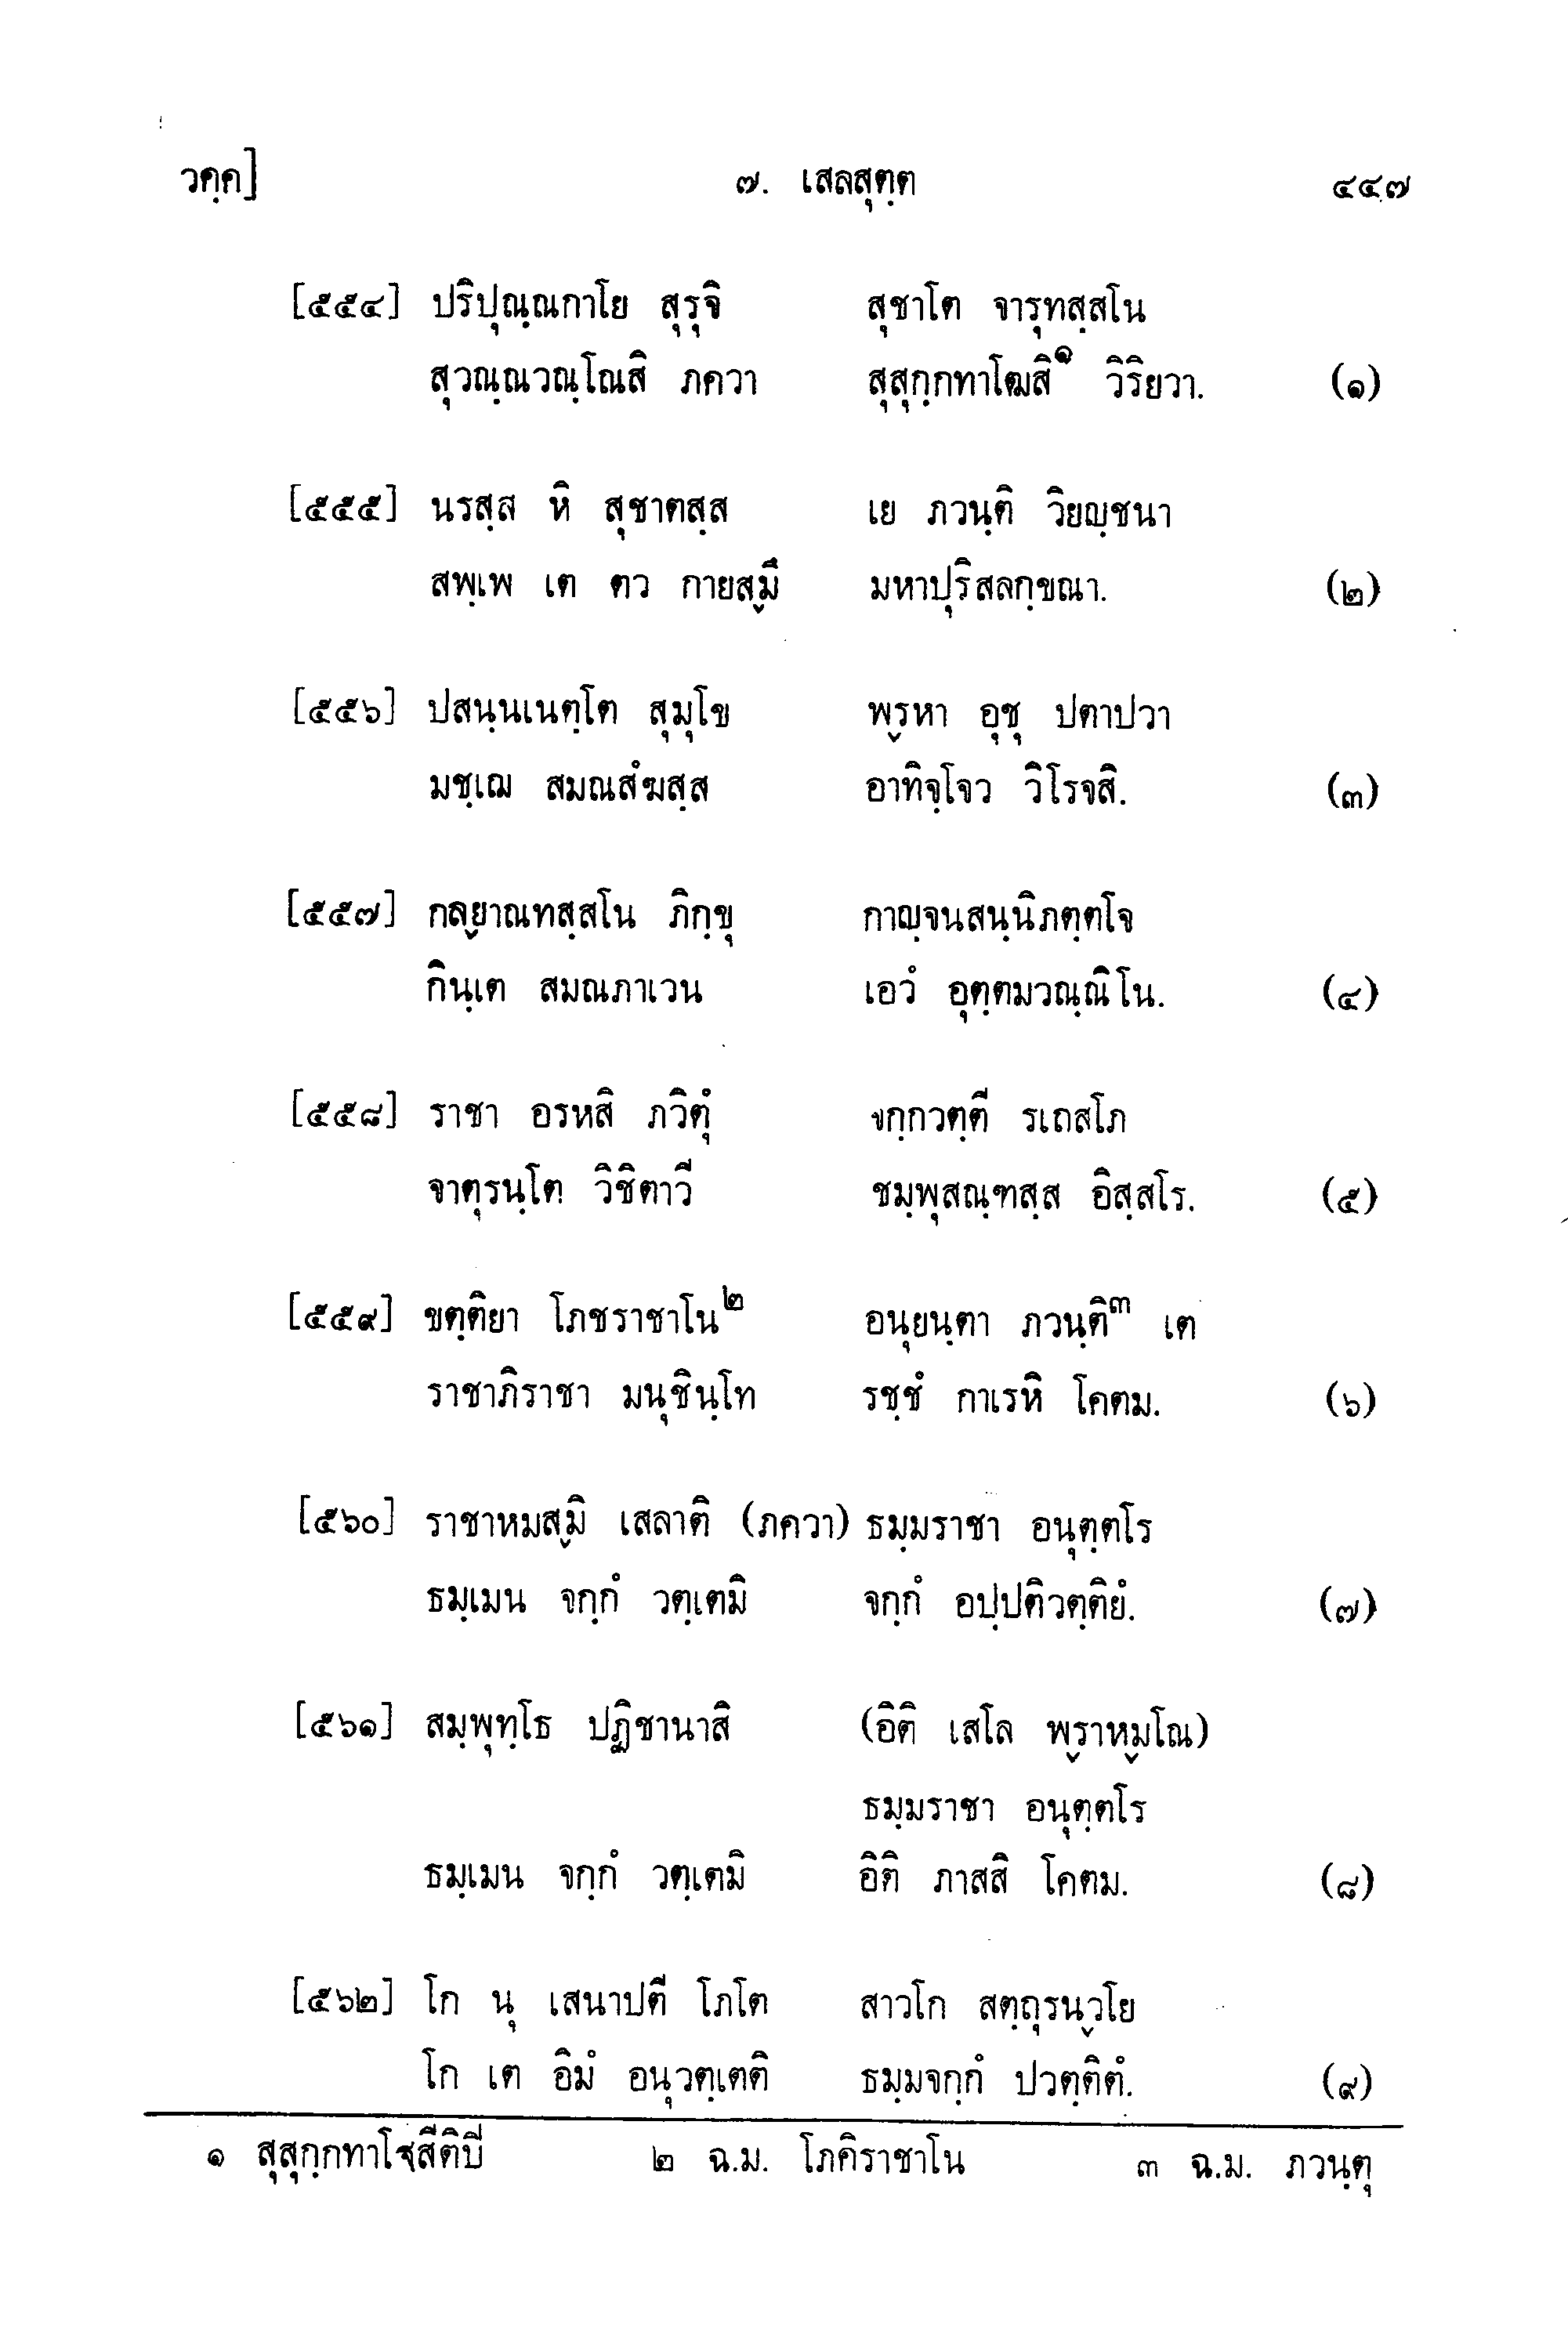 วคฺค] ๗. เสลสุตฺต ๔๔๗
[๕๕๔] ปริปุณฺณกาโย สุรุจิ สุชาโต จารุทสฺสโน
สุวณฺณวณฺโณสิ ภควา สุสุกฺกทาโฒสิ๑ วิริยวา. (๑)
[๕๕๕] นรสฺส หิ สุชาตสฺส เย ภวนฺติ วิยญฺชนา
สพฺเพ เต ตว กายสฺมึ มหาปุริสลกฺขณา. (๒)
[๕๕๖] ปสนฺนเนตฺโต สุมุโข พฺรหา อุชุ ปตาปวา
มชฺเฌ สมณสํฆสฺส อาทิจฺโจว วิโรจสิ. (๓)
[๕๕๗] กลฺยาณทสฺสโน ภิกฺขุ กาญฺจนสนฺนิภตฺตโจ
กินฺเต สมณภาเวน เอวํ อุตฺตมวณฺณิโน. (๔)
[๕๕๘] ราชา อรหสิ ภวิตุํ จกฺกวตฺตี รเถสโภ
จาตุรนฺโต วิชิตาวี ชมฺพุสณฺฑสฺส อิสฺสโร. (๕)
[๕๕๙] ขตฺติยา โภชราชาโน๒ อนุยนฺตา ภวนฺติ๓ เต
ราชาภิราชา มนุชินฺโท รชฺชํ กาเรหิ โคตม. (๖)
[๕๖๐] ราชาหมสฺมิ เสลาติ (ภควา) ธมฺมราชา อนุตฺตโร
ธมฺเมน จกฺกํ วตฺเตมิ จกฺกํ อปฺปติวตฺติยํ. (๗)
[๕๖๑] สมฺพุทฺโธ ปฏิชานาสิ (อิติ เสโล พฺราหฺมโณ)
ธมฺมราชา อนุตฺตโร
ธมฺเมน จกฺกํ วตฺเตมิ อิติ ภาสสิ โคตม. (๘)
[๕๖๒] โก นุ เสนาปตี โภโต สาวโก สตฺถุรนฺวโย
โก เต อิมํ อนุวตฺเตติ ธมฺมจกฺกํ ปวตฺติตํ. (๙)
๑ ๒ ฉ.ม. โภคิราชาโน ๓ ฉ.ม. ภวนฺตุ